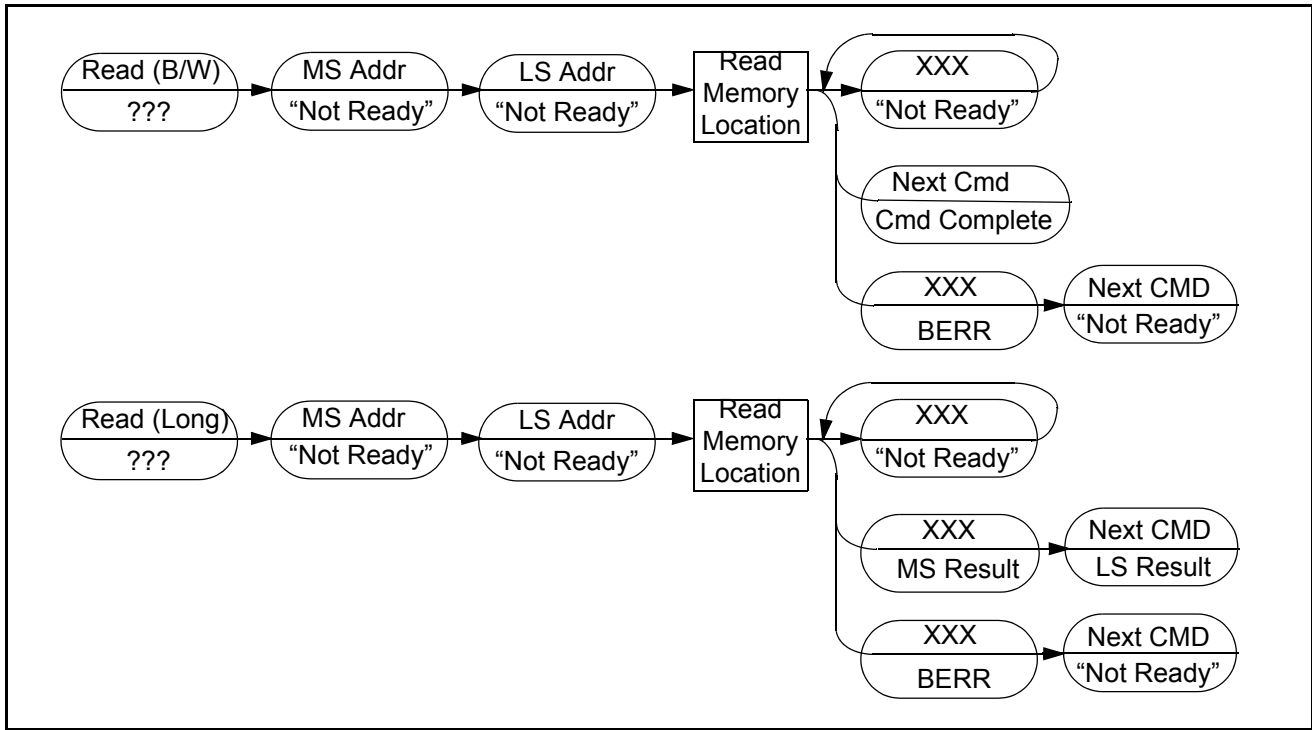 Read (B/W)
???
MS Addr
“Not Ready”
LS Addr
“Not Ready”
Read
Memory
Location
XXX
“Not Ready”
Next Cmd
Cmd Complete
XXX
BERR
Next CMD
“Not Ready”
Read (Long)
???
MS Addr
“Not Ready”
LS Addr
“Not Ready”
Read
Memory
Location
XXX
“Not Ready”
XXX
MS Result
Next CMD
LS Result
XXX
BERR
Next CMD
“Not Ready”